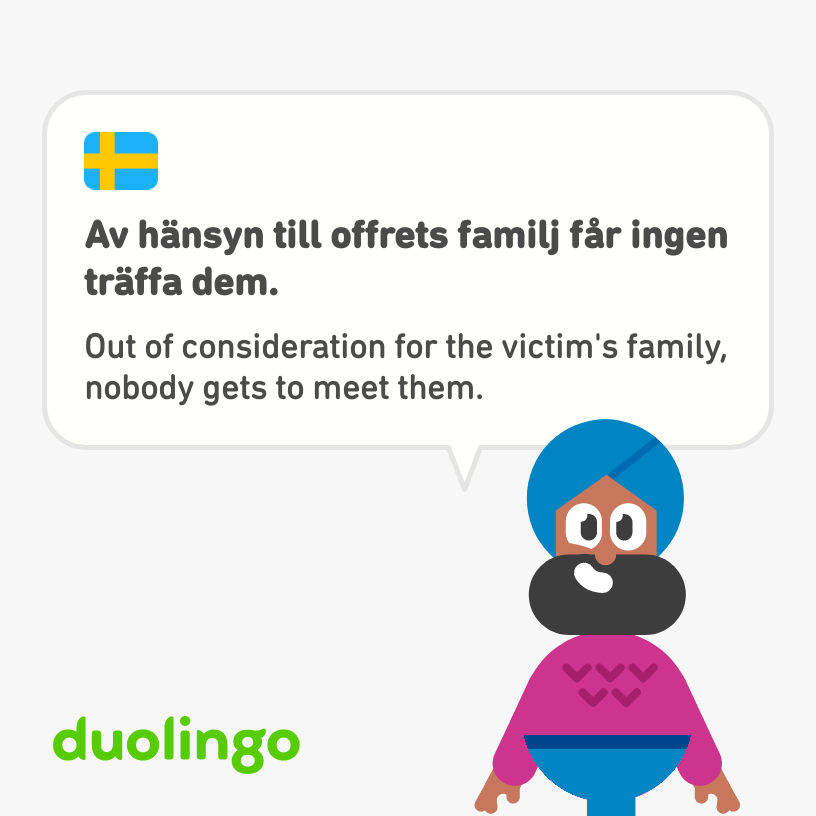 Av hänsyn till offrets familj får ingen
träffa dem.
Out of consideration for the victim's family,
nobody gets to meet them.
duolingo